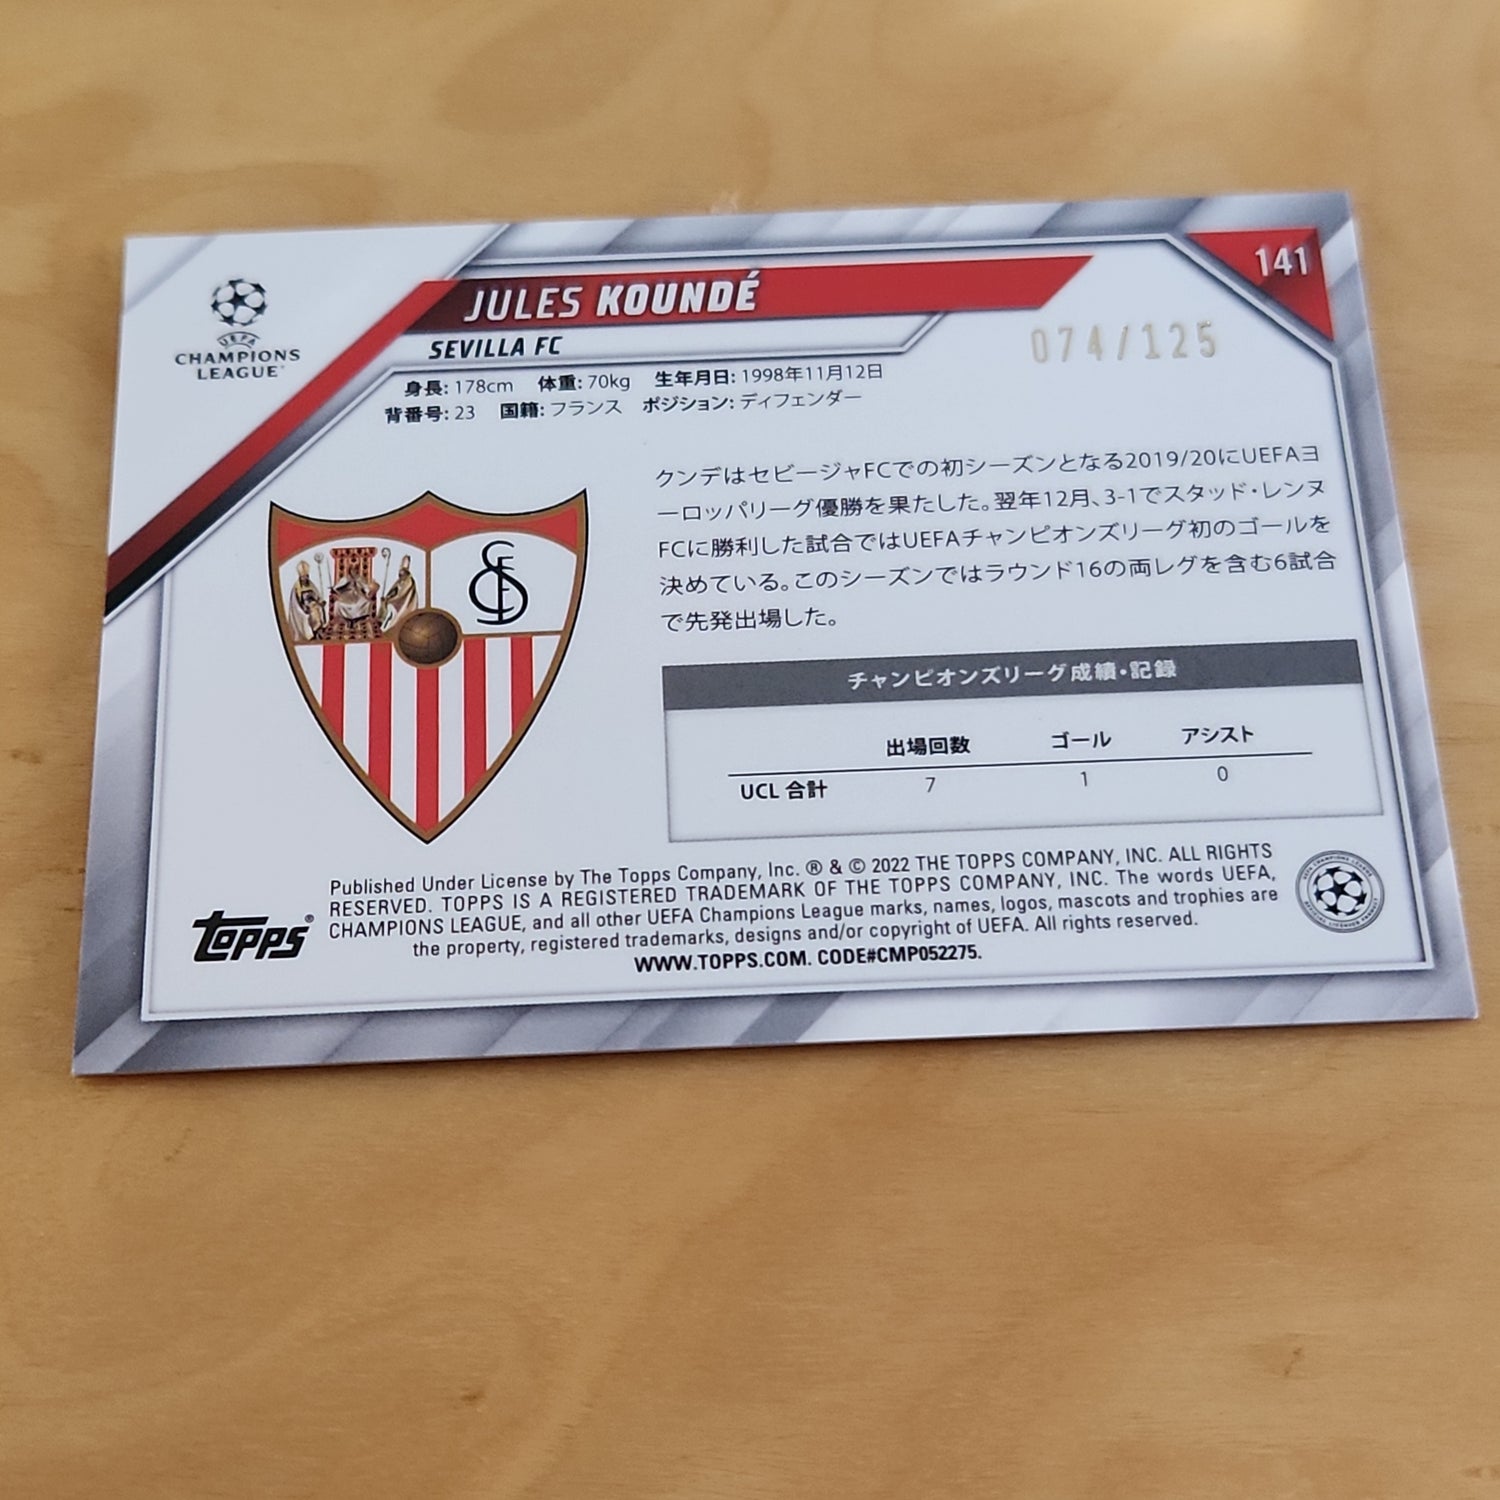 141
JULES KOUNDÉ
074/125
SEVILLA FC
UEFA
CHAMPIONS
LEAGUE
身長: 178cm 体重: 70kg 生年月日: 1998年11月12日
背番号: 23 国籍: フランス ポジション: ディフェンダー
クンデはセビージャFCでの初シーズンとなる2019/20にUEFAヨ
ーロッパリーグ優勝を果たした。翌年12月、3-1でスタッド・レンヌ
FCに勝利した試合ではUEFAチャンピオンズリーグ初のゴールを
決めている。このシーズンではラウンド16の両レグを含む6試合
で先発出場した。
チャンピオンズリーグ成績・記録
出場回数 ゴール アシスト
UCL 合計 7 1 0
Published Under License by The Topps Company, Inc. ® & © 2022 THE TOPPS COMPANY, INC. ALL RIGHTS
RESERVED. TOPPS IS A REGISTERED TRADEMARK OF THE TOPPS COMPANY, INC. The words UEFA,
CHAMPIONS LEAGUE, and all other UEFA Champions League marks, names, logos, mascots and trophies are
the property, registered trademarks, designs and/or copyright of UEFA. All rights reserved.
WWW.TOPPS.COM. CODE#CMP052275.
topps®